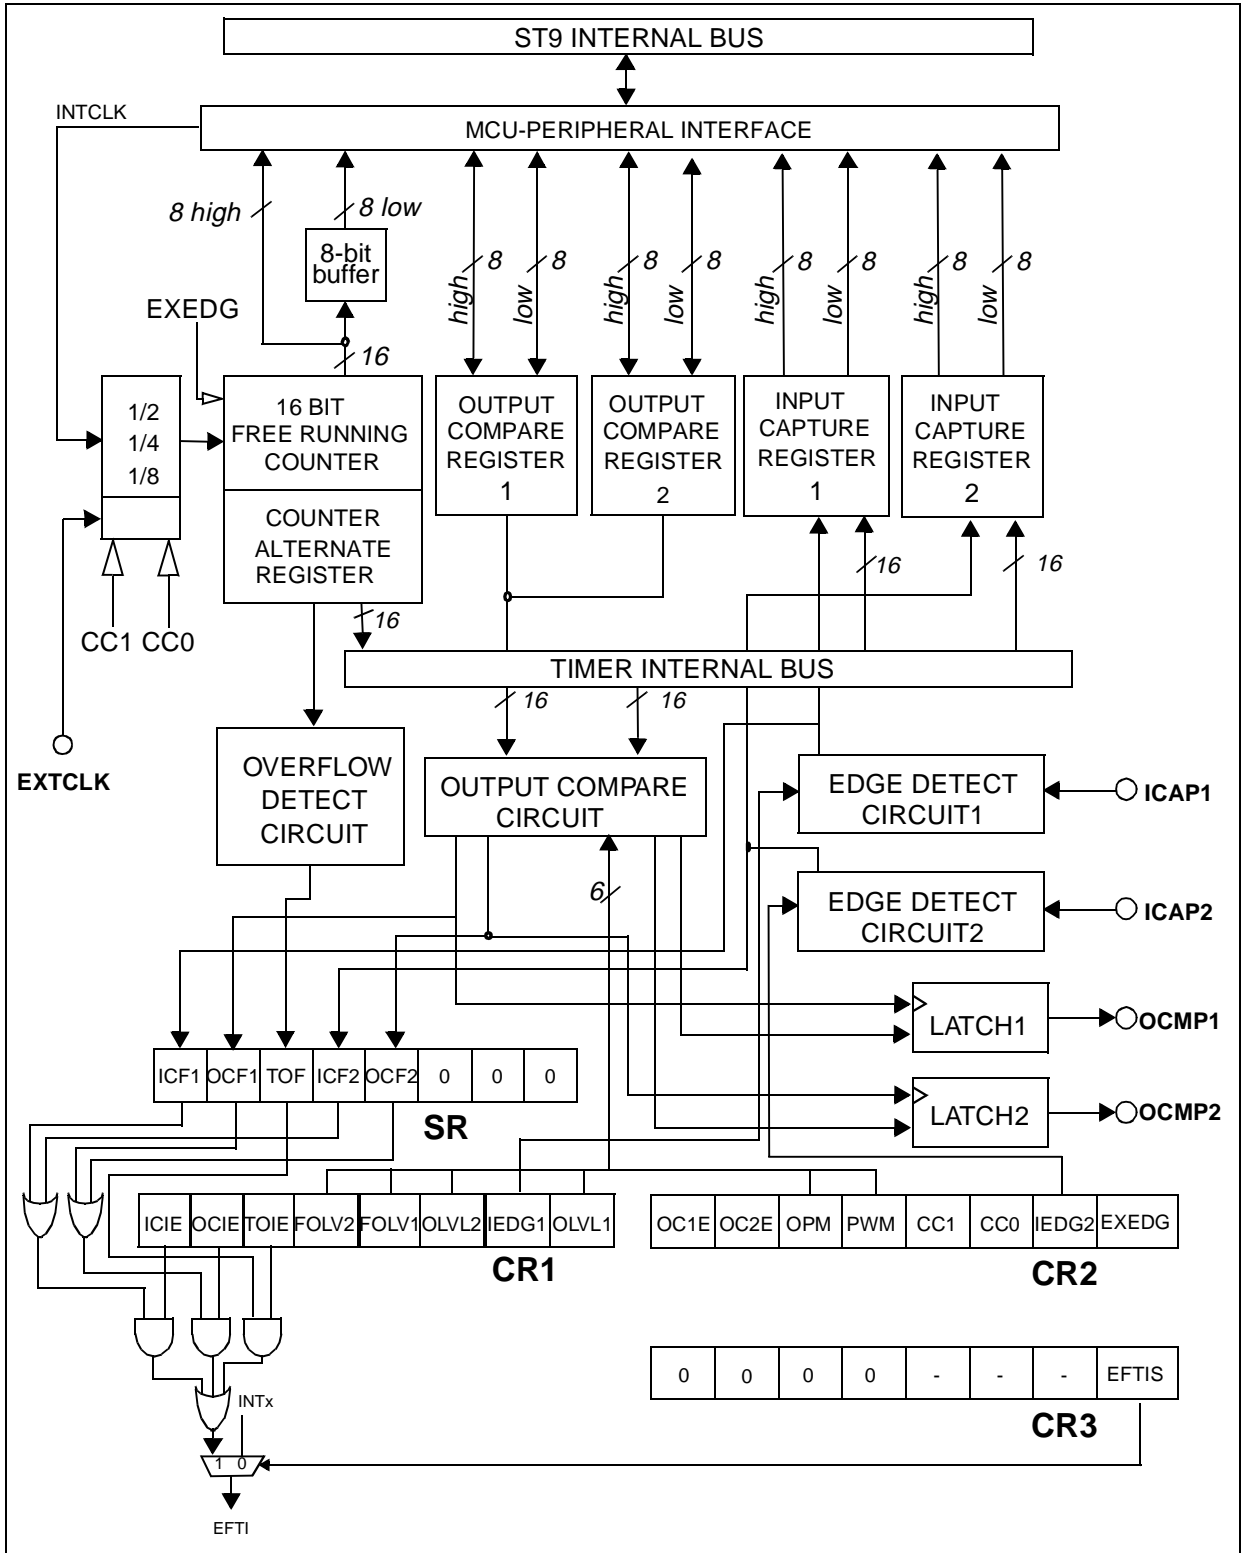 ST9 INTERNAL BUS
INTCLK
MCU-PERIPHERAL INTERFACE
8 high
8 low
8-bit
buffer
high
8
low
8
high
8
low
8
high
8
low
8
high
8
low
8
EXEDG
16
1/2
1/4
1/8
16 BIT
FREE RUNNING
COUNTER
COUNTER
ALTERNATE
REGISTER
OUTPUT
COMPARE
REGISTER
1
OUTPUT
COMPARE
REGISTER
2
INPUT
CAPTURE
REGISTER
1
INPUT
CAPTURE
REGISTER
2
16
16
CC1
CC0
16
TIMER INTERNAL BUS
16
16
EXTCLK
OVERFLOW
DETECT
CIRCUIT
OUTPUT COMPARE
CIRCUIT
EDGE DETECT
CIRCUIT1
ICAP1
6
EDGE DETECT
CIRCUIT2
ICAP2
LATCH1
OCMP1
LATCH2
OCMP2
ICF1 OCF1 TOF ICF2 OCF2 0 0 0
SR
ICIE OCIE TOIE FOLV2 FOLV1 OLVL2 IEDG1 OLVL1
CR1
OC1E OC2E OPM PWM CC1 CC0 IEDG2 EXEDG
CR2
0 0 0 0 - - - EFTIS
CR3
INTx
1 0
EFTI